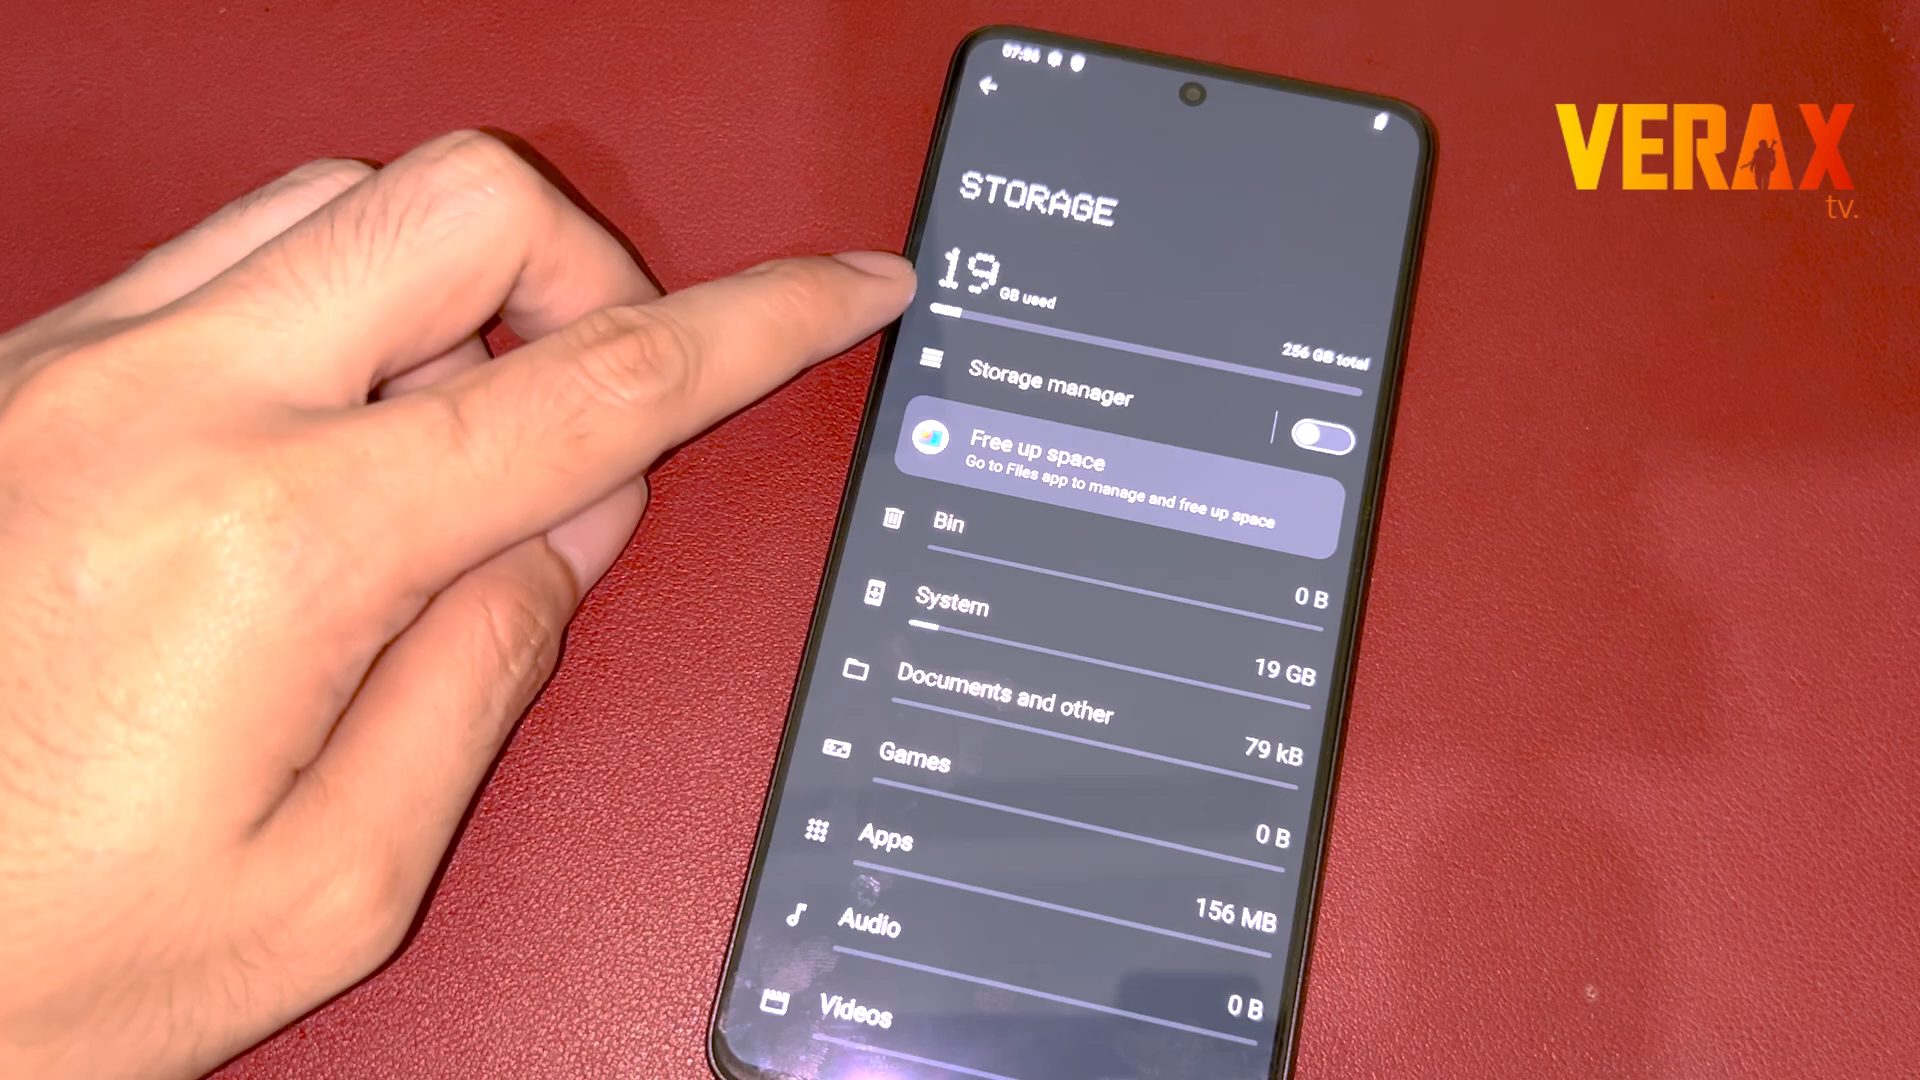 07:36
VERAX
tv.
STORAGE
19 GB used
256 GB total
Storage manager
Free up space
Go to Files app to manage and free up space
Bin
0 B
System
19 GB
Documents and other
79 kB
Games
0 B
Apps
156 MB
Audio
0 B
Videos